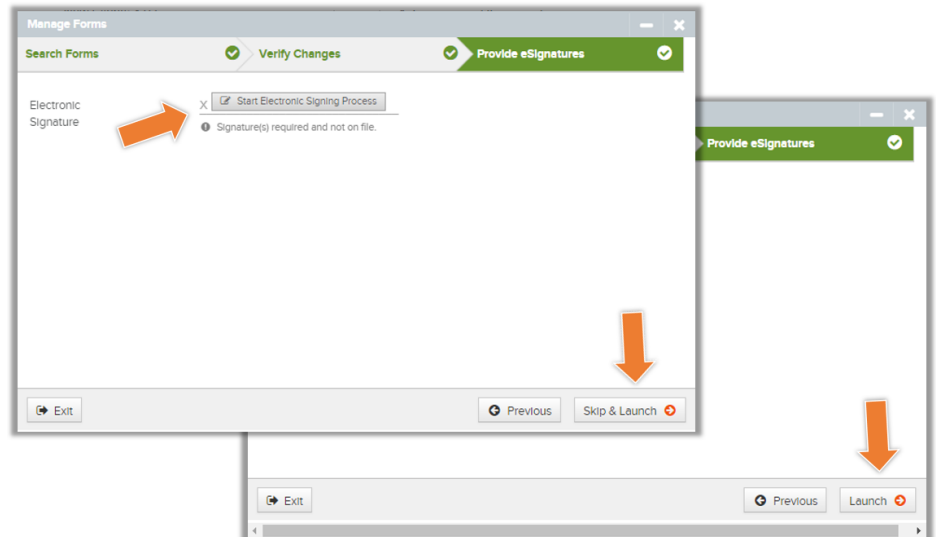 Manage Forms
Search Forms
Verify Changes
Provide eSignatures
Electronic
Signature
X
Start Electronic Signing Process
Signature(s) required and not on file.
Exit
Previous
Skip & Launch
Provide eSignatures
Exit
Previous
Launch